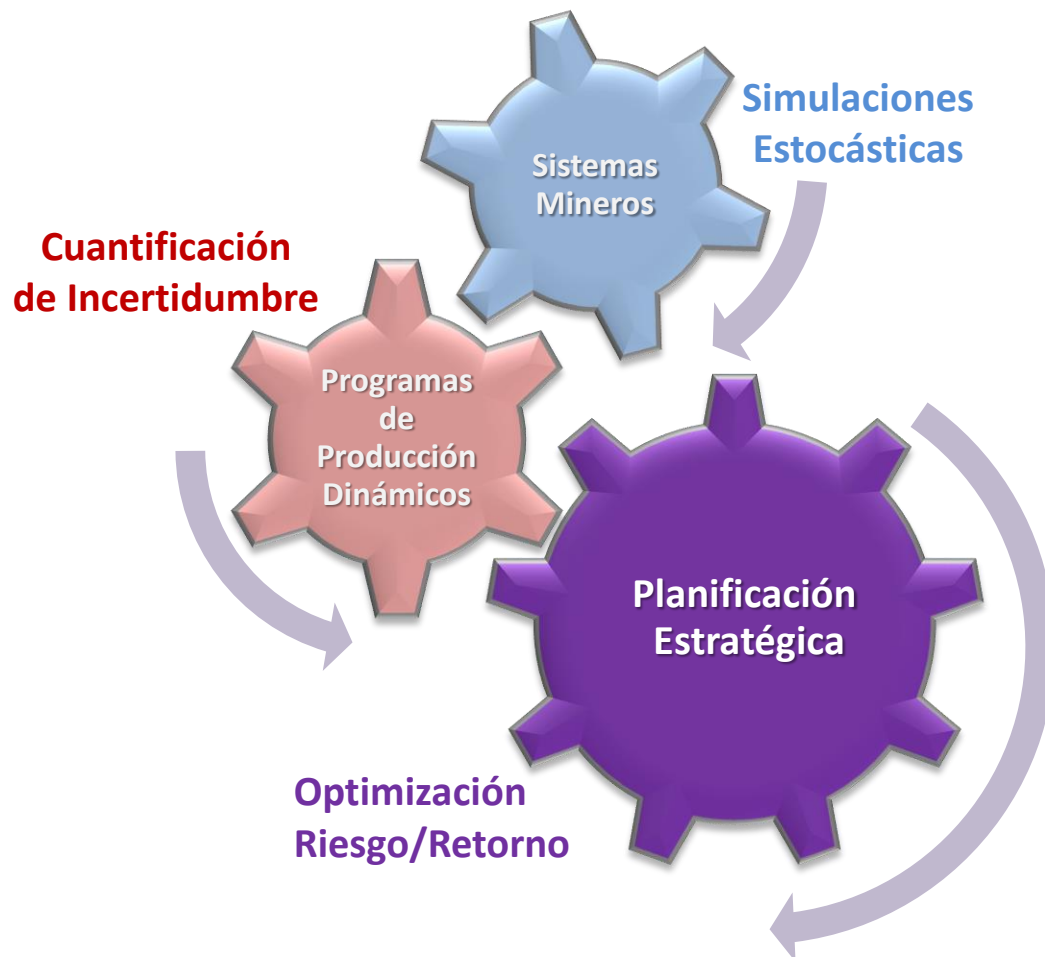 Simulaciones
Estocásticas
Sistemas
Mineros
Cuantificación
de Incertidumbre
Programas
de
Producción
Dinámicos
Planificación
Estratégica
Optimización
Riesgo/Retorno